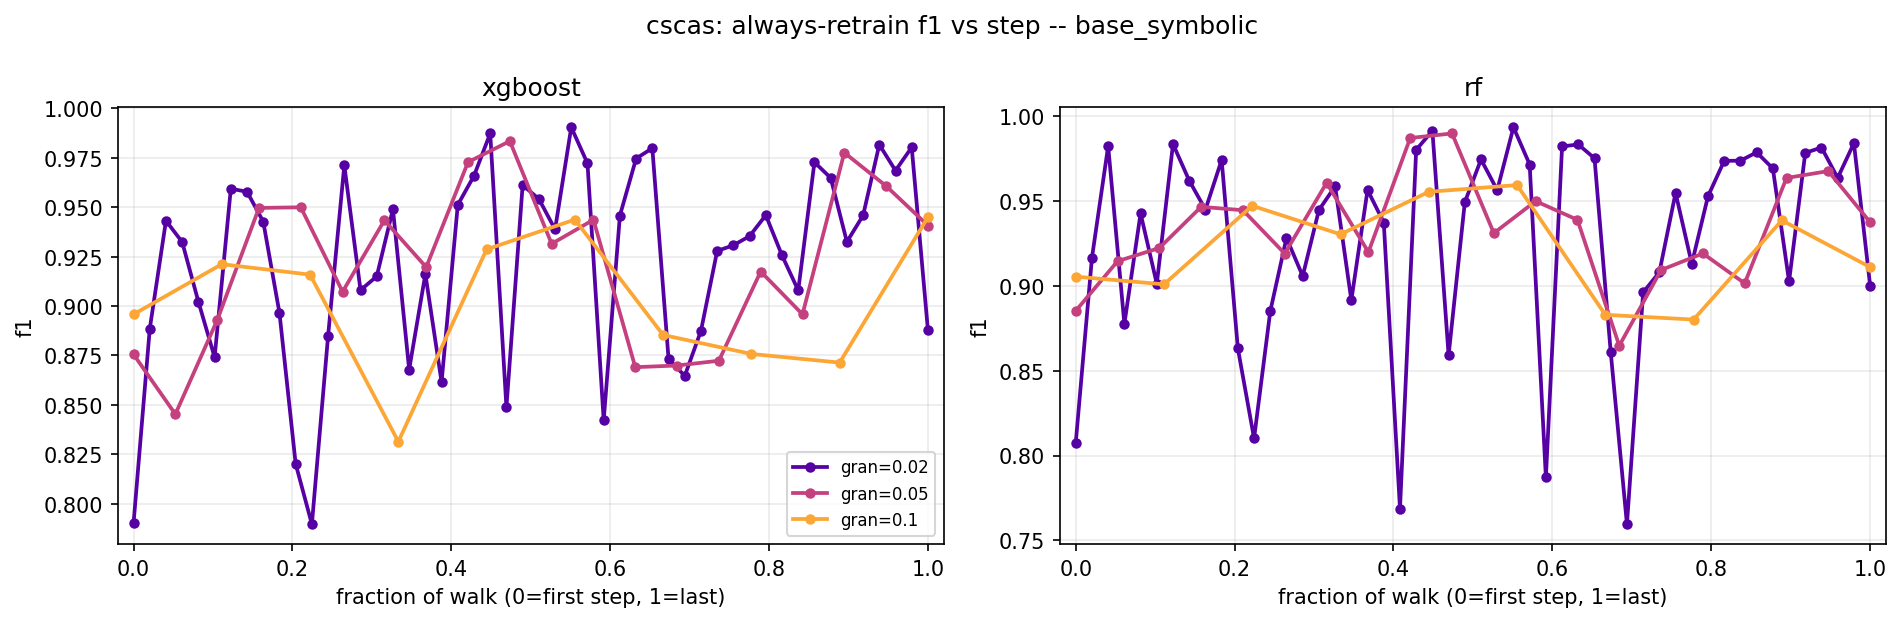 cscas: always-retrain f1 vs step -- base_symbolic
xgboost
1.000
0.975
0.950
0.925
0.900
0.875
0.850
0.825
0.800
f1
0.0
0.2
0.4
0.6
0.8
1.0
fraction of walk (0=first step, 1=last)
gran=0.02
gran=0.05
gran=0.1
rf
1.00
0.95
0.90
0.85
0.80
0.75
f1
0.0
0.2
0.4
0.6
0.8
1.0
fraction of walk (0=first step, 1=last)